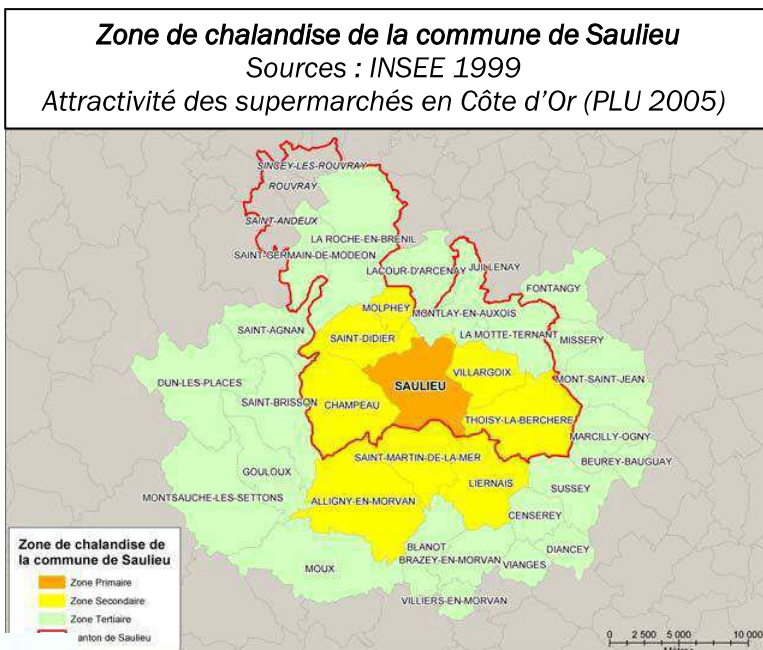 Zone de chalandise de la commune de Saulieu
Sources : INSEE 1999
Attractivité des supermarchés en Côte d'Or (PLU 2005)
SINCEY-LES-ROUVRAY
ROUVRAY
SAINT-ANDEUX
LA ROCHE-EN-BRENIL
SAINT-GERMAIN-DE-MODEON
LACOUR-D'ARCENAY
JUILLENAY
FONTANGY
MOLPHEY
MONTLAY-EN-AUXOIS
SAINT-AGNAN
SAINT-DIDIER
LA MOTTE-TERNANT
MISSERY
DUN-LES-PLACES
SAULIEU
VILLARGOIX
MONT-SAINT-JEAN
SAINT-BRISSON
CHAMPEAU
THOISY-LA-BERCHERE
MARCILLY-OGNY
SAINT-MARTIN-DE-LA-MER
BEUREY-BAUGUAY
GOULOUX
MONTSAUCHE-LES-SETTONS
ALLIGNY-EN-MORVAN
LIERNAIS
SUSSEY
CENSEREY
BLANOT
DIANCEY
BRAZEY-EN-MORVAN
VIANGES
MOUX
VILLIERS-EN-MORVAN
Zone de chalandise de
la commune de Saulieu
Zone Primaire
Zone Secondaire
Zone Tertiaire
anton de Saulieu
0 2 500 5 000 10 000
Mètres